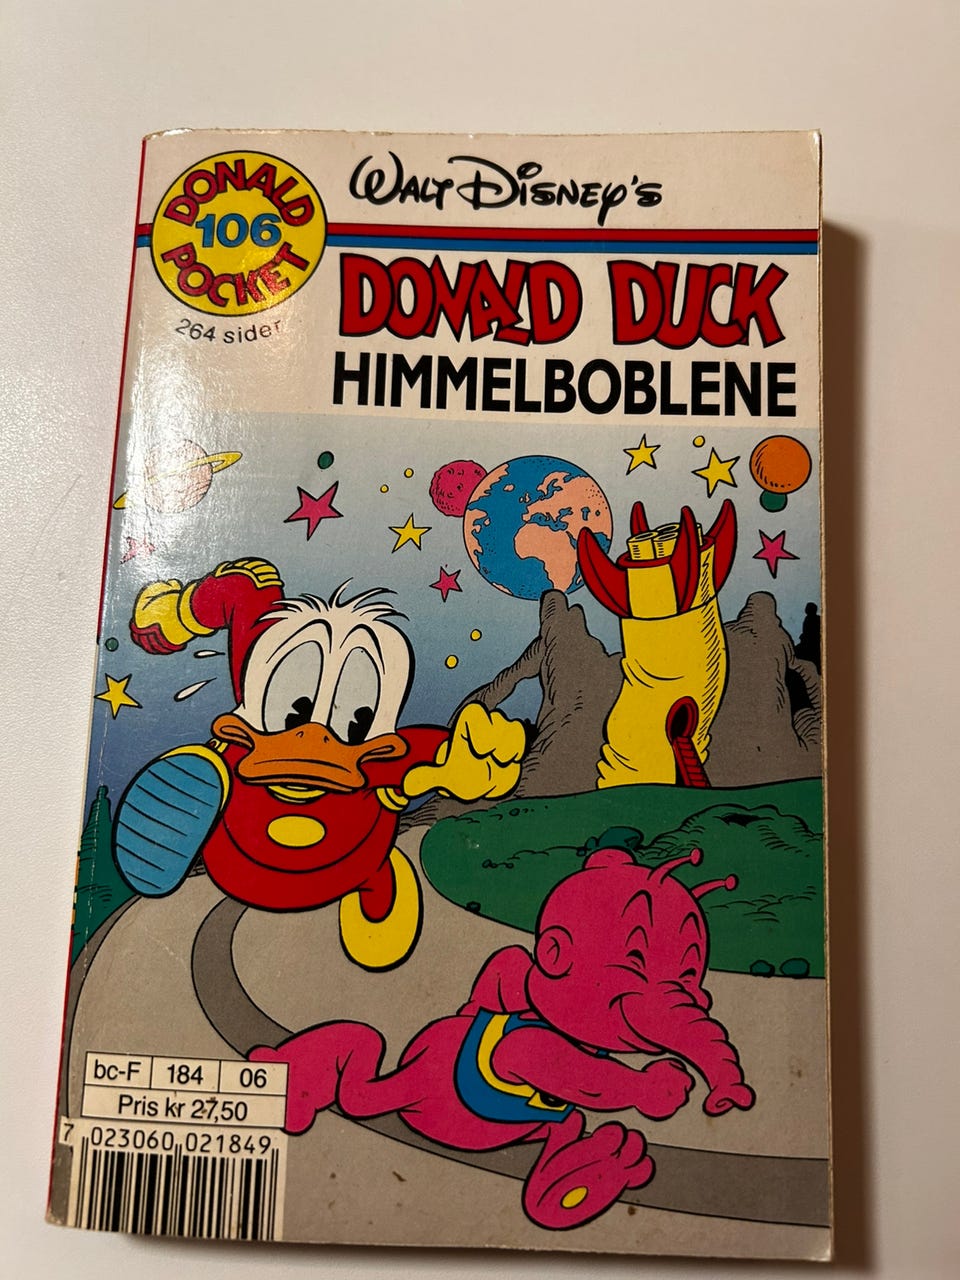 DONALD
106
POCKET
264 sider
WALT DISNEY'S
DONALD DUCK
HIMMELBOBLENE
bc-F 184 06
Pris kr 27,50
7 023060 021849